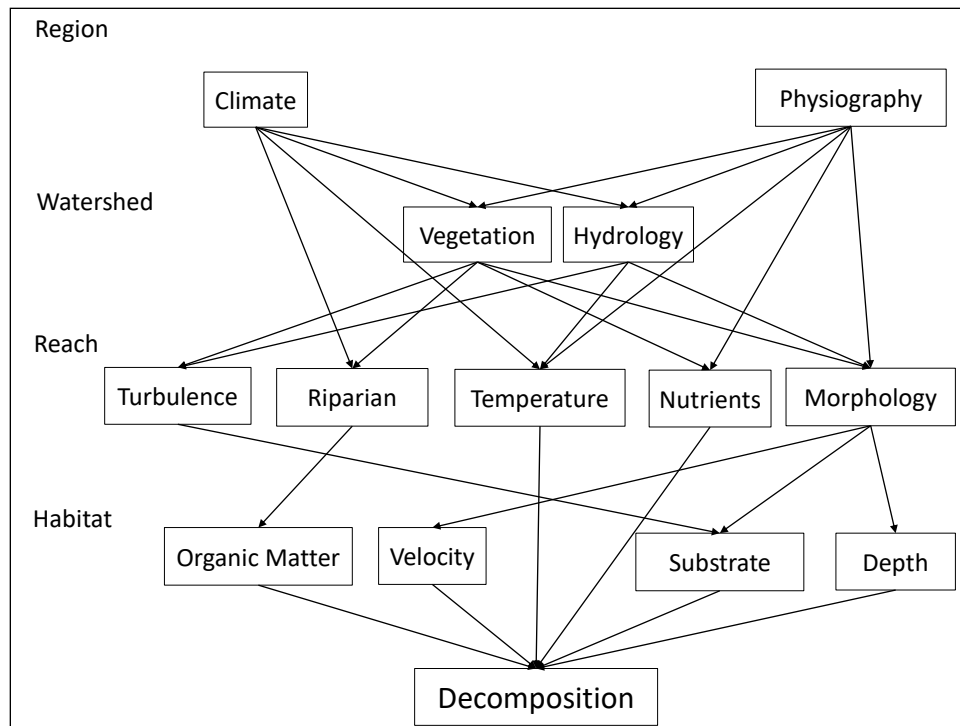 Region
Climate
Physiography
Watershed
Vegetation
Hydrology
Reach
Turbulence
Riparian
Temperature
Nutrients
Morphology
Habitat
Organic Matter
Velocity
Substrate
Depth
Decomposition